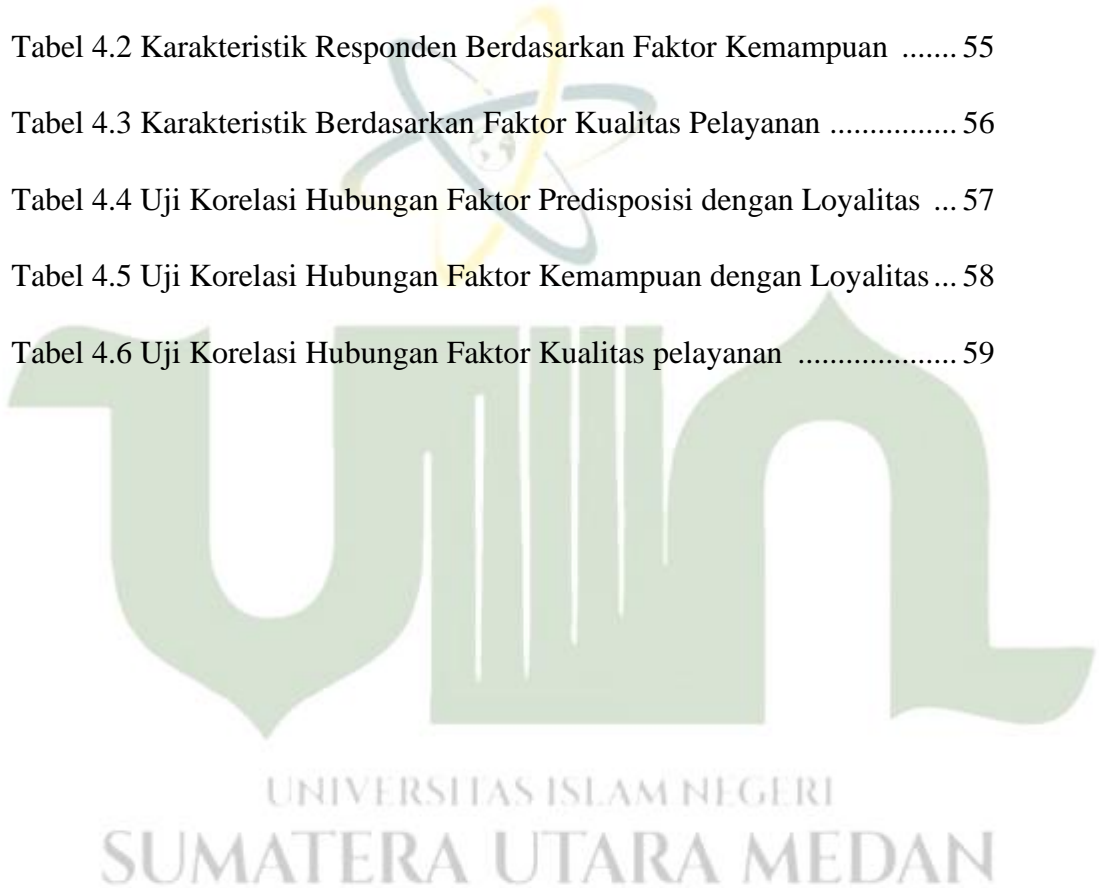 Tabel 4.2 Karakteristik Responden Berdasarkan Faktor Kemampuan ....... 55
Tabel 4.3 Karakteristik Berdasarkan Faktor Kualitas Pelayanan ................ 56
Tabel 4.4 Uji Korelasi Hubungan Faktor Predisposisi dengan Loyalitas ... 57
Tabel 4.5 Uji Korelasi Hubungan Faktor Kemampuan dengan Loyalitas ... 58
Tabel 4.6 Uji Korelasi Hubungan Faktor Kualitas pelayanan .................... 59
UNIVERSITAS ISLAM NEGERI
SUMATERA UTARA MEDAN